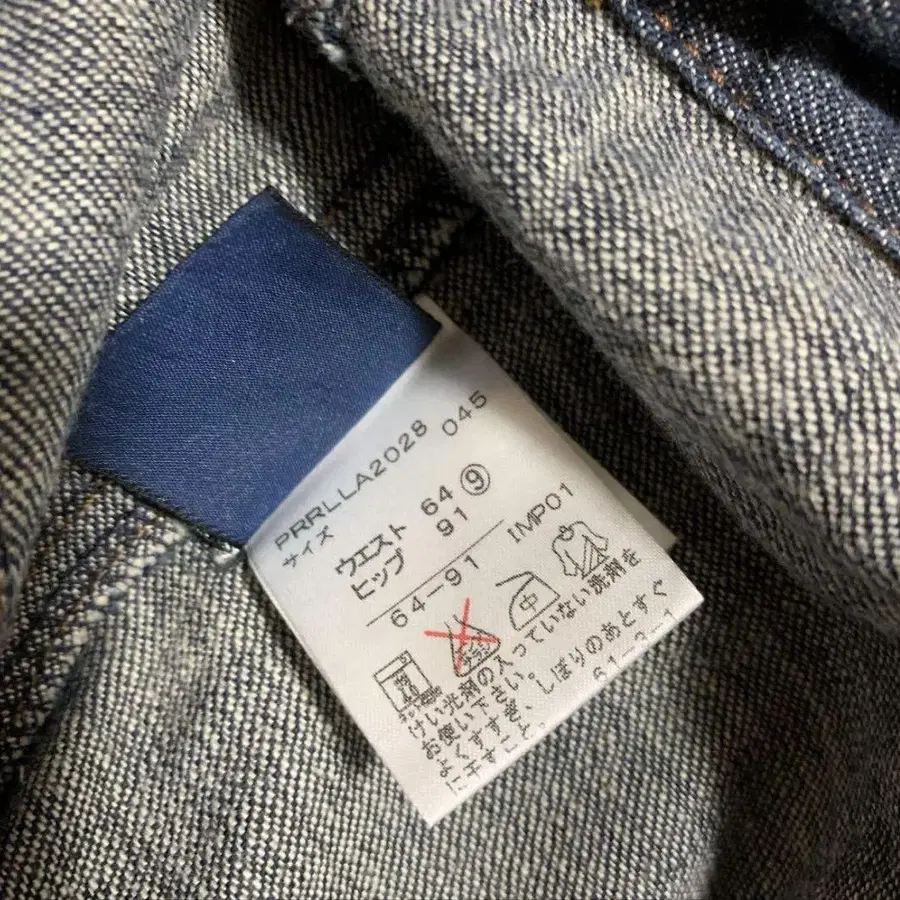 PRRLLA2028 045
サイズ
ウエスト 64 ⑨
ヒップ 91
64-91 IMP01
中
けい光剤の入っていない洗剤を
お使い下さい。
よくすすぎ、しぼりのあとすぐ
に干すこと。